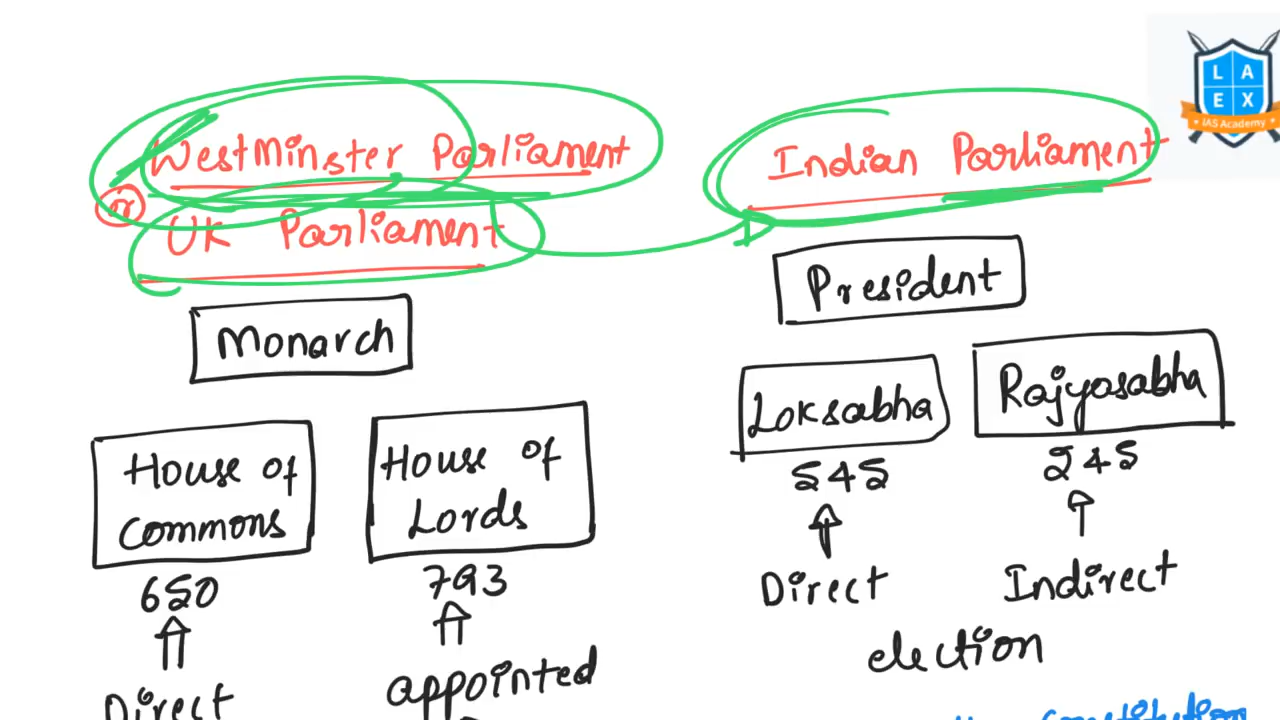 L A
E X
IAS Academy
Westminster Parliament
or
UK Parliament
Monarch
House of
Commons
650
Direct
House of
Lords
793
appointed
Indian Parliament
President
Loksabha
545
Direct
Rajyasabha
245
Indirect
election
constitution